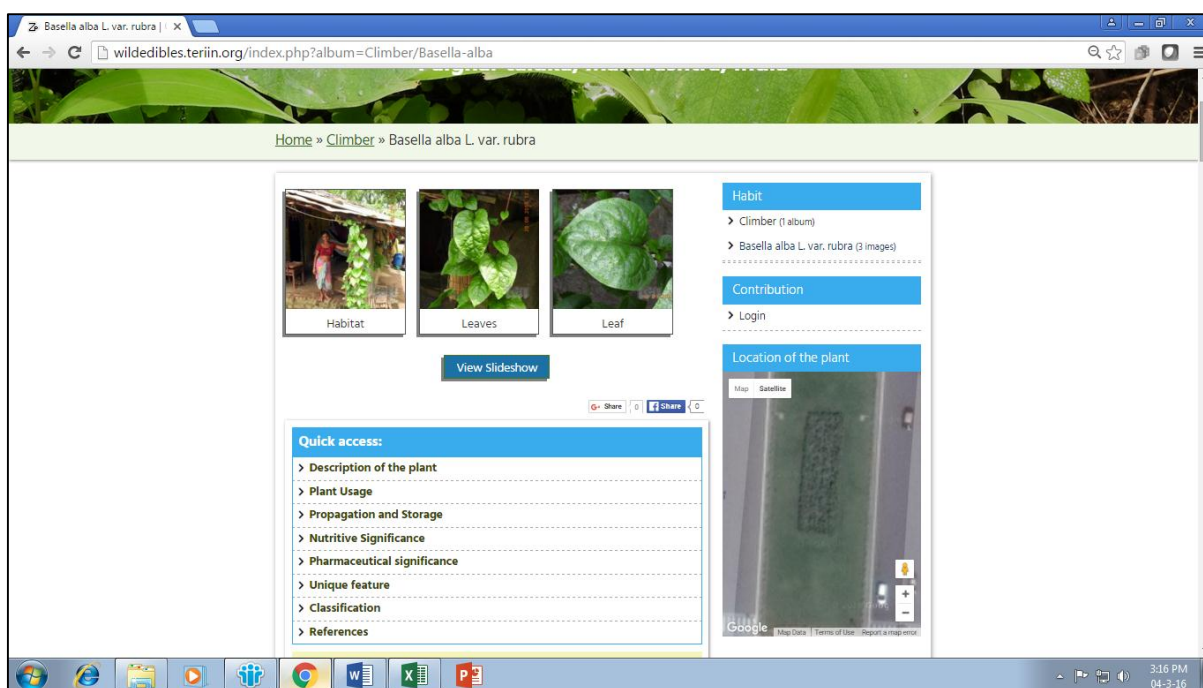 Basella alba L. var. rubra |
wildedibles.teriin.org/index.php?album=Climber/Basella-alba
Palghar taluka, Maharashtra, India
Home » Climber » Basella alba L. var. rubra
Habitat
Leaves
Leaf
View Slideshow
Share 0 Share 0
Quick access:
Description of the plant
Plant Usage
Propagation and Storage
Nutritive Significance
Pharmaceutical significance
Unique feature
Classification
References
Habit
Climber (1 album)
Basella alba L. var. rubra (3 images)
Contribution
Login
Location of the plant
Map Satellite
Google
Map Data Terms of Use Report a map error
3:16 PM
04-3-16